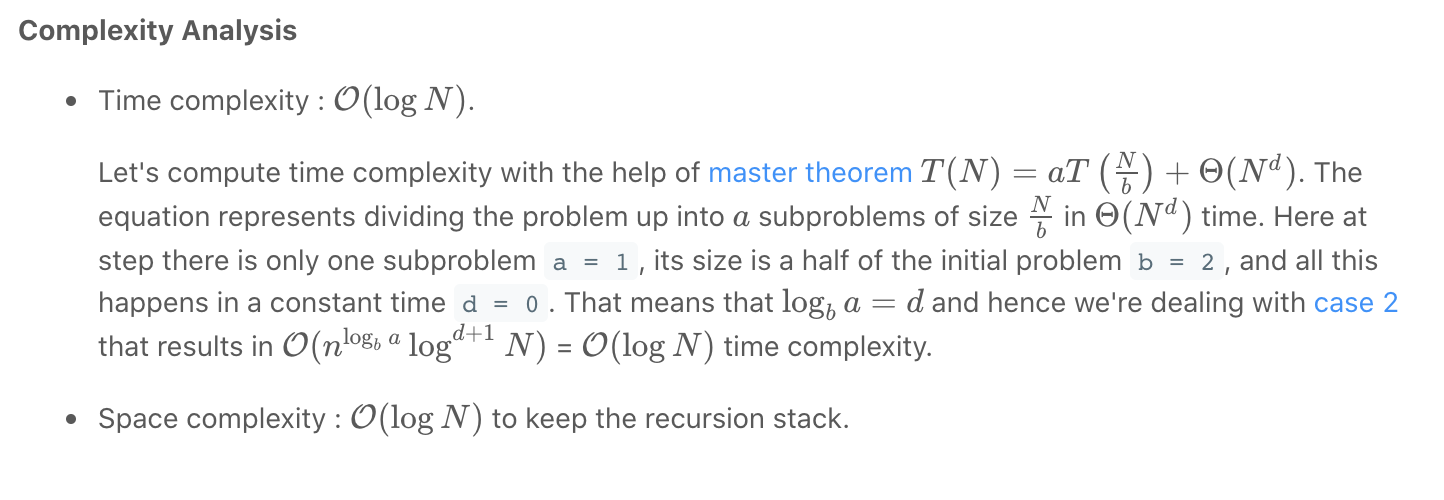 Complexity Analysis
• Time complexity : $\mathcal{O}(\log N)$.
Let's compute time complexity with the help of master theorem $T(N) = aT\left(\frac{N}{b}\right) + \Theta(N^d)$. The
equation represents dividing the problem up into $a$ subproblems of size $\frac{N}{b}$ in $\Theta(N^d)$ time. Here at
step there is only one subproblem a = 1 , its size is a half of the initial problem b = 2 , and all this
happens in a constant time d = 0 . That means that $\log_b a = d$ and hence we're dealing with case 2
that results in $\mathcal{O}(n^{\log_b a} \log^{d+1} N)$ = $\mathcal{O}(\log N)$ time complexity.
• Space complexity : $\mathcal{O}(\log N)$ to keep the recursion stack.